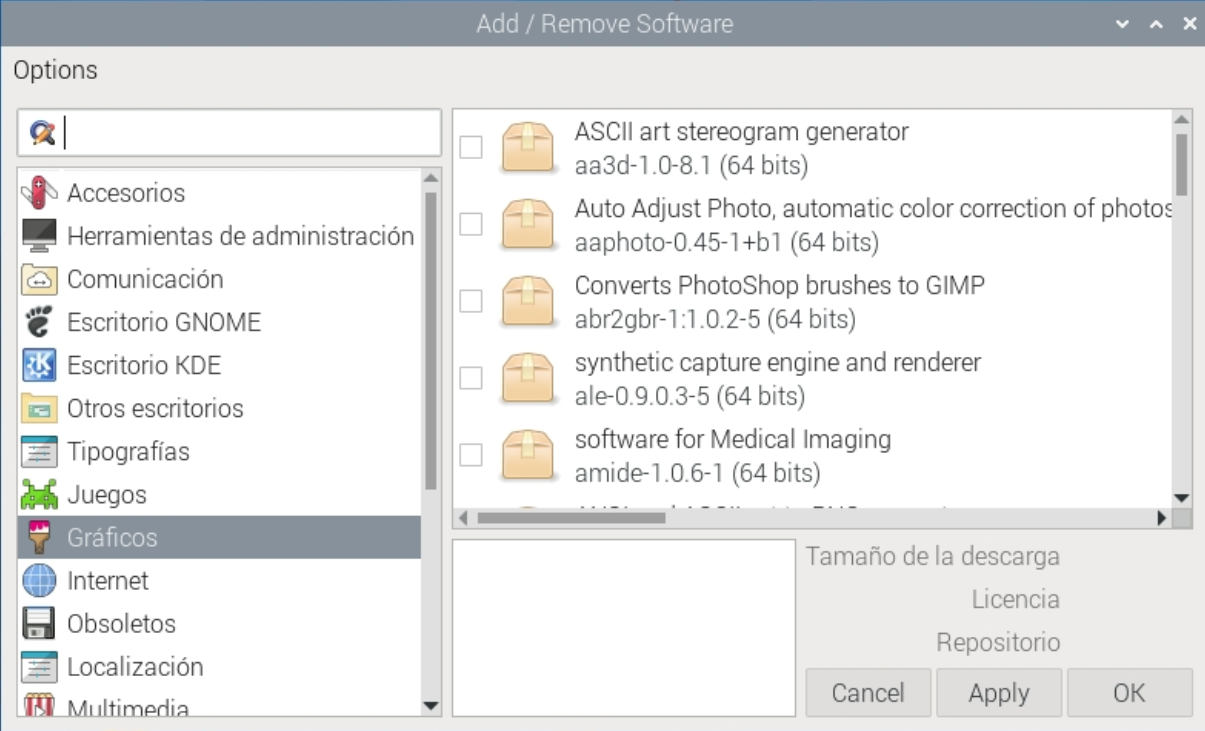 Add / Remove Software
Options
Accesorios
Herramientas de administración
Comunicación
Escritorio GNOME
Escritorio KDE
Otros escritorios
Tipografías
Juegos
Gráficos
Internet
Obsoletos
Localización
Multimedia
ASCII art stereogram generator
aa3d-1.0-8.1 (64 bits)
Auto Adjust Photo, automatic color correction of photos
aaphoto-0.45-1+b1 (64 bits)
Converts PhotoShop brushes to GIMP
abr2gbr-1:1.0.2-5 (64 bits)
synthetic capture engine and renderer
ale-0.9.0.3-5 (64 bits)
software for Medical Imaging
amide-1.0.6-1 (64 bits)
Tamaño de la descarga
Licencia
Repositorio
Cancel
Apply
OK